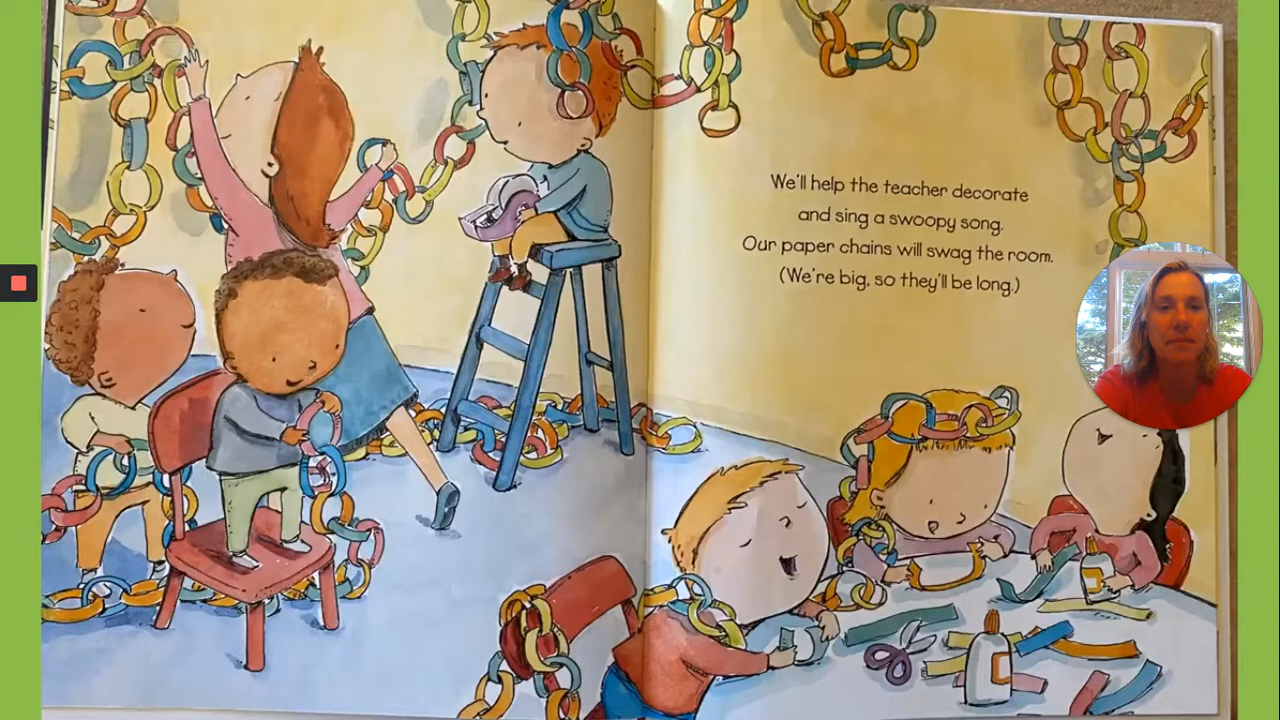 We'll help the teacher decorate
and sing a swoopy song.
Our paper chains will swag the room.
(We're big, so they'll be long.)